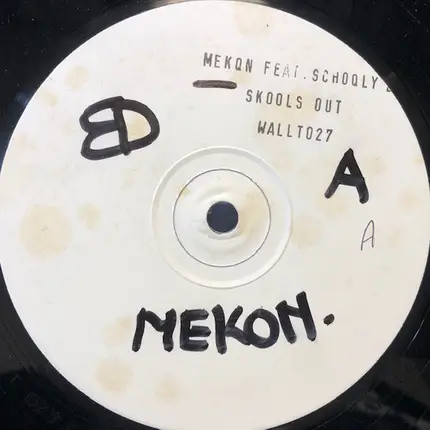 MEKON FEAT. SCHOOLY D
SKOOLS OUT
WALLT027
BD
A
A
MEKON.